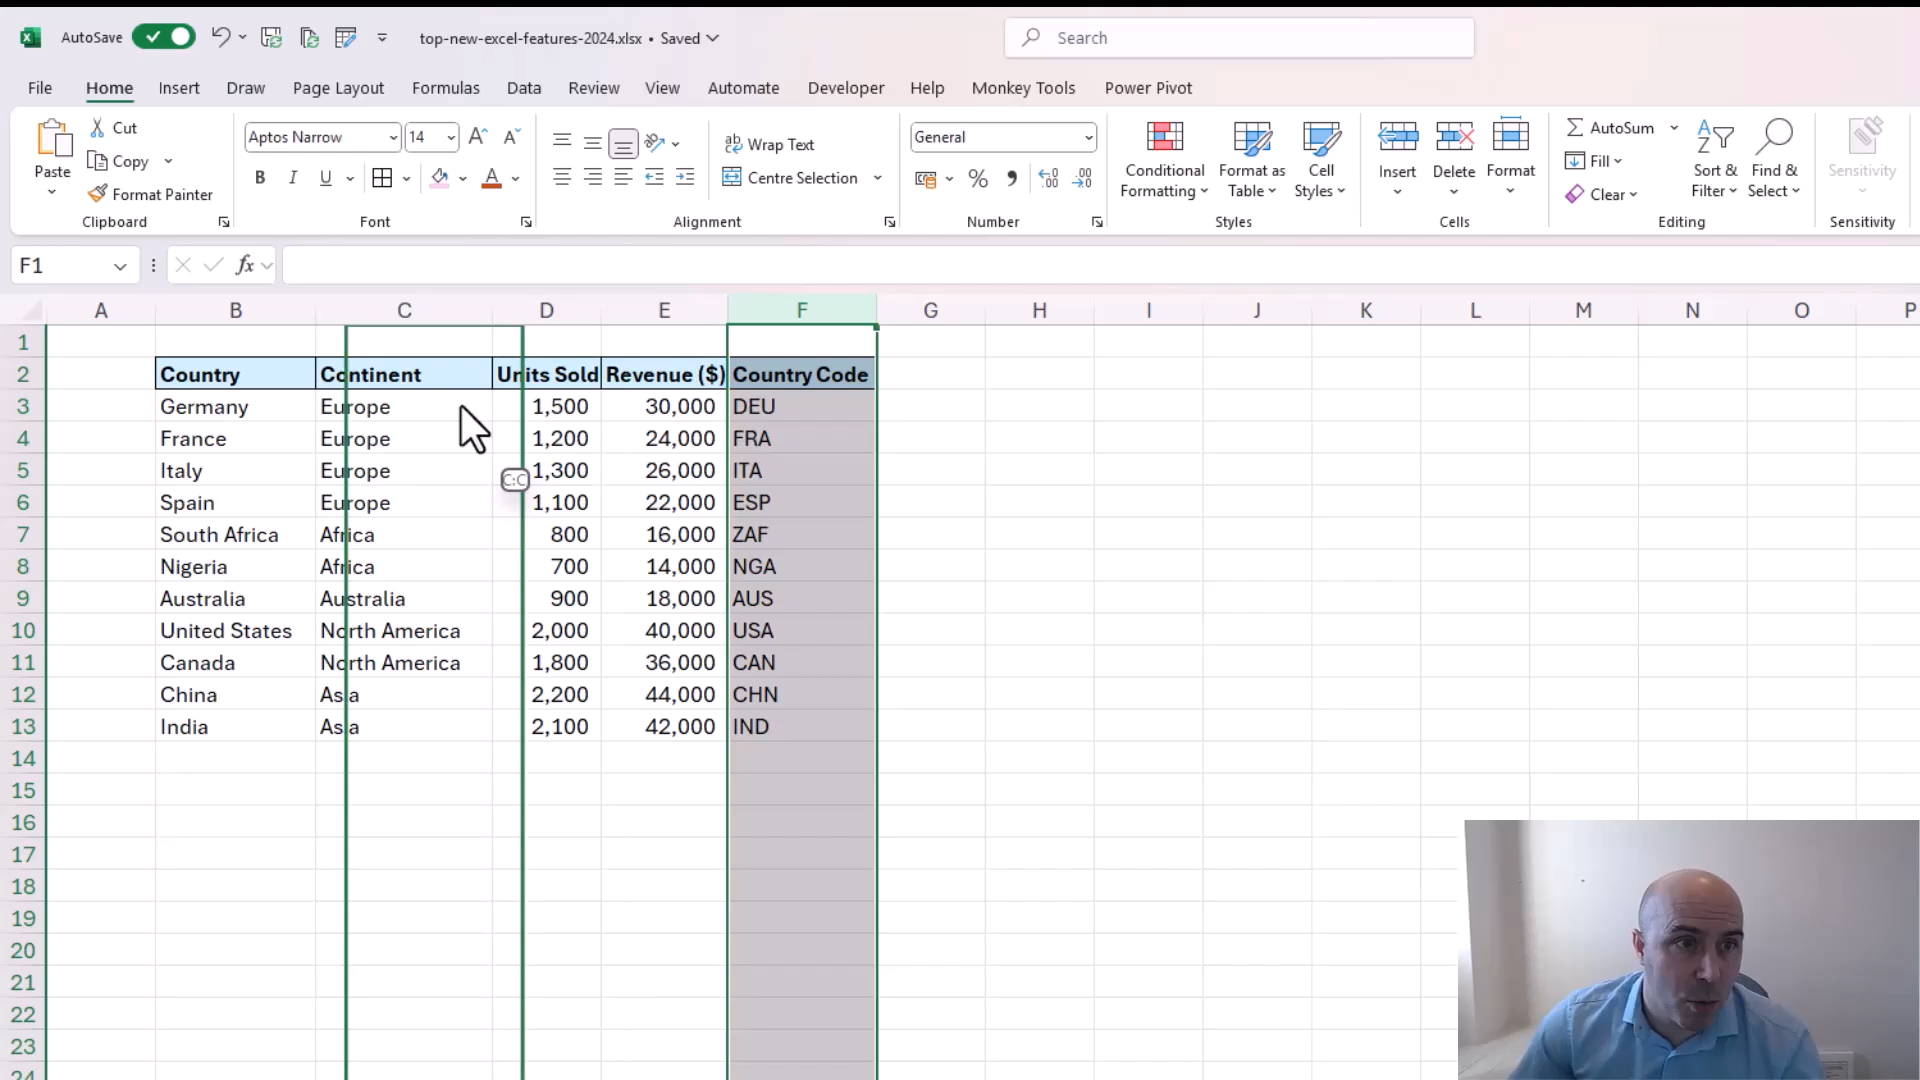 AutoSave top-new-excel-features-2024.xlsx • Saved Search
File Home Insert Draw Page Layout Formulas Data Review View Automate Developer Help Monkey Tools Power Pivot
Paste Cut Copy Format Painter Clipboard
Aptos Narrow 14 B I U A Font
ab Wrap Text Centre Selection Alignment
General % Number
Conditional Formatting Format as Table Cell Styles Styles
Insert Delete Format Cells
AutoSum Fill Clear Sort & Filter Find & Select Editing
Sensitivity Sensitivity
F1 fx
A B C D E F G H I J K L M N O P
1
2 Country Continent Units Sold Revenue ($) Country Code
3 Germany Europe 1,500 30,000 DEU
4 France Europe 1,200 24,000 FRA
C:C
5 Italy Europe 1,300 26,000 ITA
6 Spain Europe 1,100 22,000 ESP
7 South Africa Africa 800 16,000 ZAF
8 Nigeria Africa 700 14,000 NGA
9 Australia Australia 900 18,000 AUS
10 United States North America 2,000 40,000 USA
11 Canada North America 1,800 36,000 CAN
12 China Asia 2,200 44,000 CHN
13 India Asia 2,100 42,000 IND
14
15
16
17
18
19
20
21
22
23
24